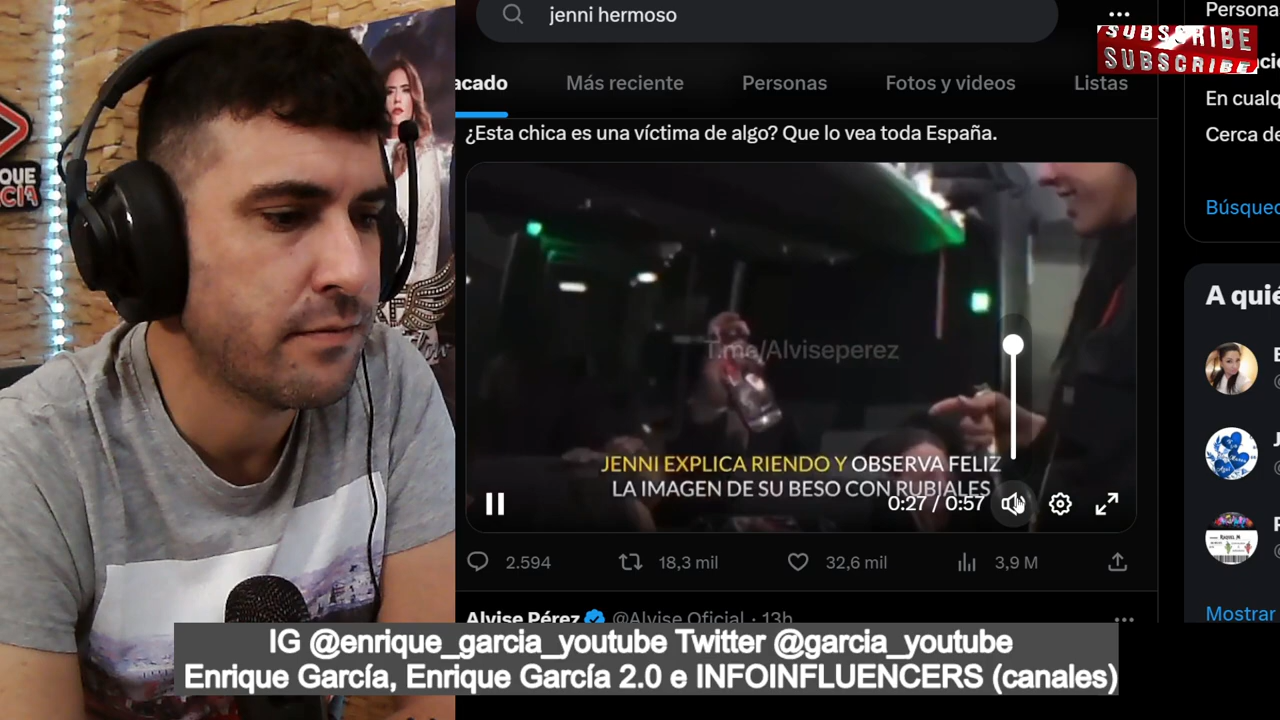 jenni hermoso
SUBSCRIBE
SUBSCRIBE
Persona
acado
Más reciente
Personas
Fotos y videos
Listas
En cualq
Cerca de
¿Esta chica es una víctima de algo? Que lo vea toda España.
Búsqued
A quié
T.me/Alviseperez
JENNI EXPLICA RIENDO Y OBSERVA FELIZ
LA IMAGEN DE SU BESO CON RUBIALES
0:27 / 0:57
2.594
18,3 mil
32,6 mil
3,9 M
Mostrar
Alvise Pérez @Alvise_Oficial · 13h
IG @enrique_garcia_youtube Twitter @garcia_youtube
Enrique García, Enrique García 2.0 e INFOINFLUENCERS (canales)